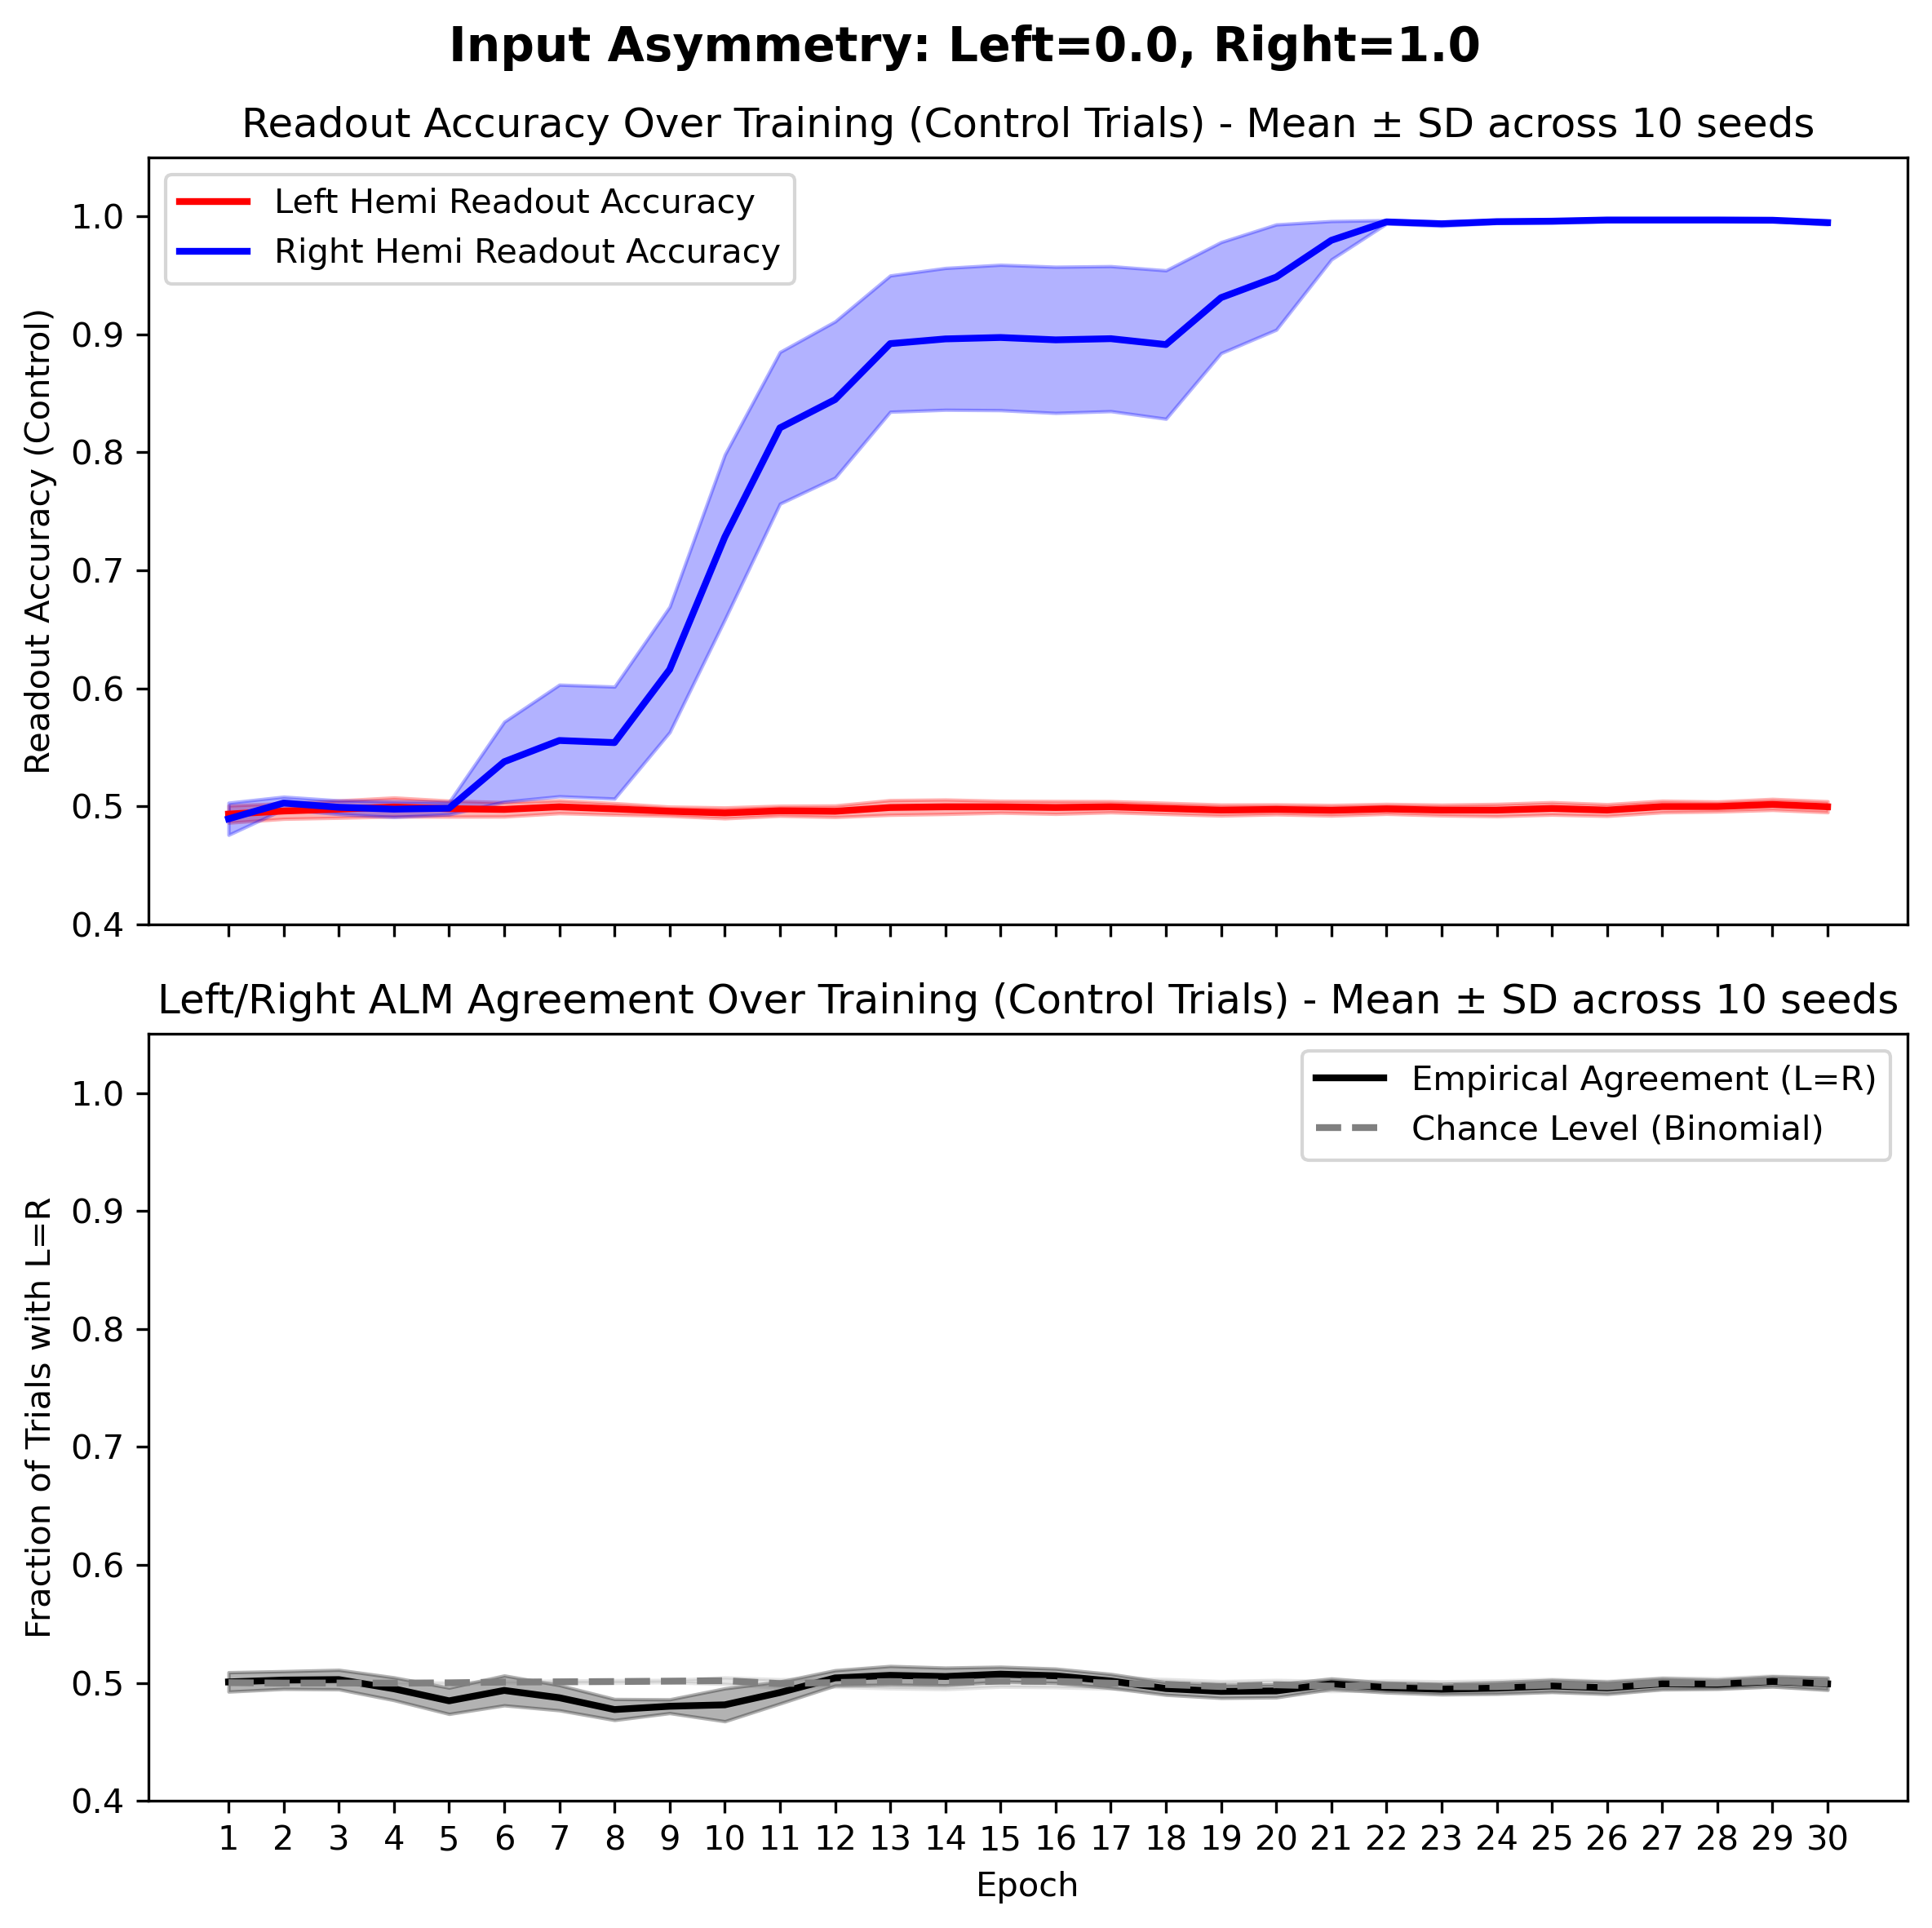 Input Asymmetry: Left=0.0, Right=1.0
Readout Accuracy Over Training (Control Trials) - Mean ± SD across 10 seeds
Left Hemi Readout Accuracy
Right Hemi Readout Accuracy
Readout Accuracy (Control)
1.0
0.9
0.8
0.7
0.6
0.5
0.4
Left/Right ALM Agreement Over Training (Control Trials) - Mean ± SD across 10 seeds
Empirical Agreement (L=R)
Chance Level (Binomial)
Fraction of Trials with L=R
1.0
0.9
0.8
0.7
0.6
0.5
0.4
1 2 3 4 5 6 7 8 9 10 11 12 13 14 15 16 17 18 19 20 21 22 23 24 25 26 27 28 29 30
Epoch